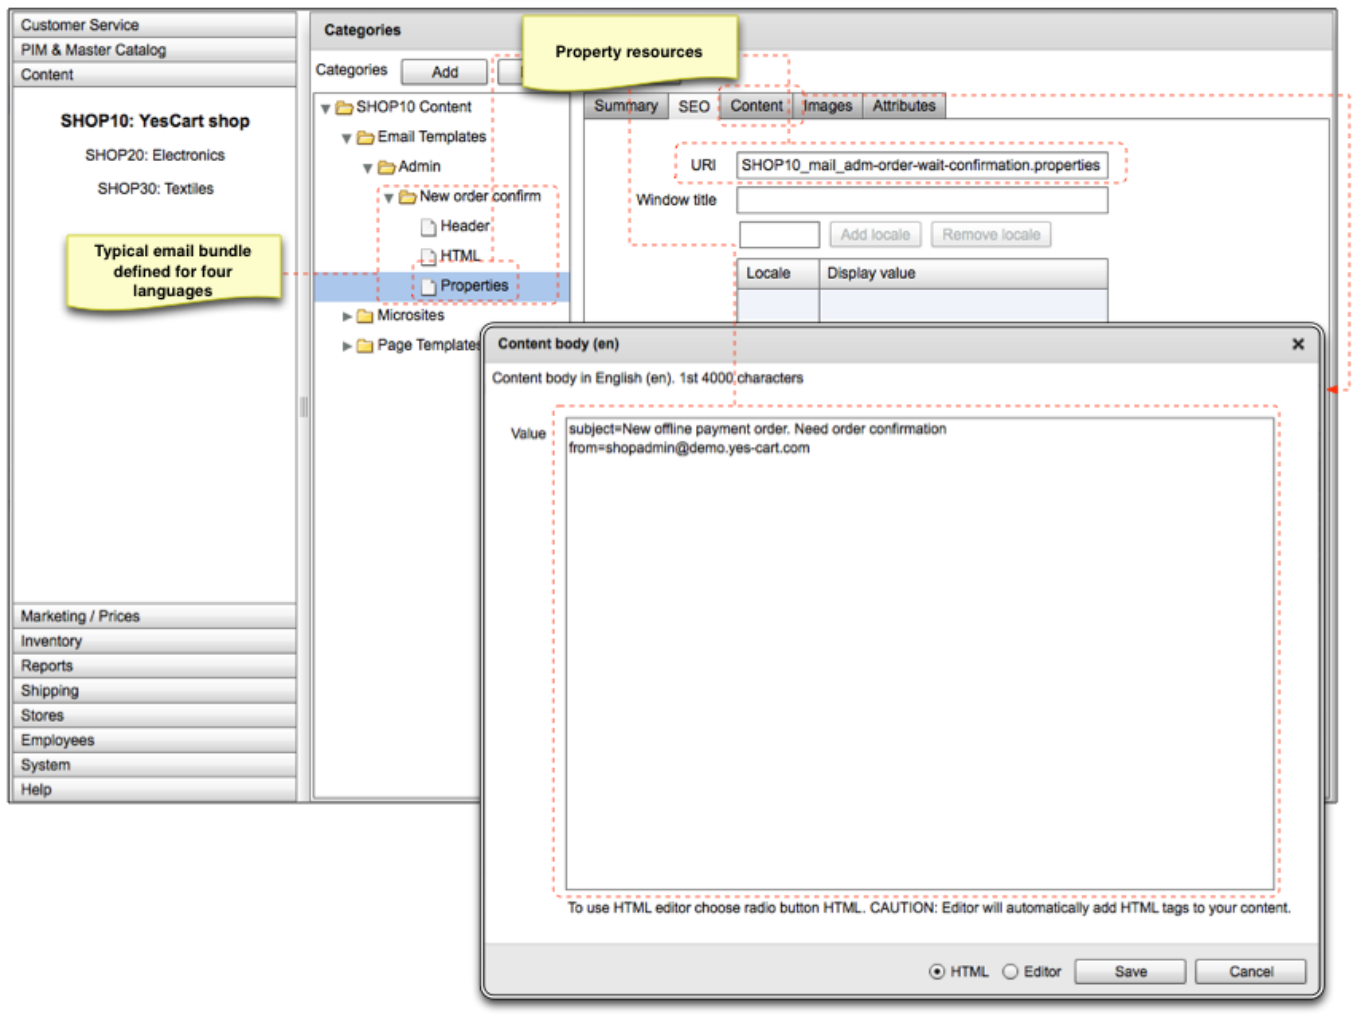 Customer Service
PIM & Master Catalog
Content
SHOP10: YesCart shop
SHOP20: Electronics
SHOP30: Textiles
Typical email bundle
defined for four
languages
Marketing / Prices
Inventory
Reports
Shipping
Stores
Employees
System
Help
Categories
Categories
Add
Property resources
SHOP10 Content
Email Templates
Admin
New order confirm
Header
HTML
Properties
Microsites
Page Templates
Summary
SEO
Content
Images
Attributes
URI
SHOP10_mail_adm-order-wait-confirmation.properties
Window title
Add locale
Remove locale
Locale
Display value
Content body (en)
Content body in English (en). 1st 4000 characters
Value
subject=New offline payment order. Need order confirmation
from=shopadmin@demo.yes-cart.com
To use HTML editor choose radio button HTML. CAUTION: Editor will automatically add HTML tags to your content.
HTML
Editor
Save
Cancel